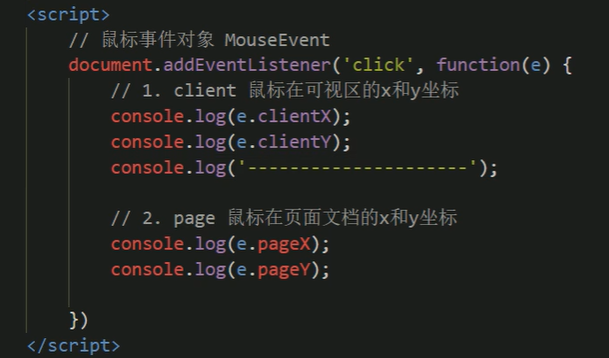 <script>
// 鼠标事件对象 MouseEvent
document.addEventListener('click', function(e) {
// 1. client 鼠标在可视区的x和y坐标
console.log(e.clientX);
console.log(e.clientY);
console.log('---------------------');
// 2. page 鼠标在页面文档的x和y坐标
console.log(e.pageX);
console.log(e.pageY);
})
</script>